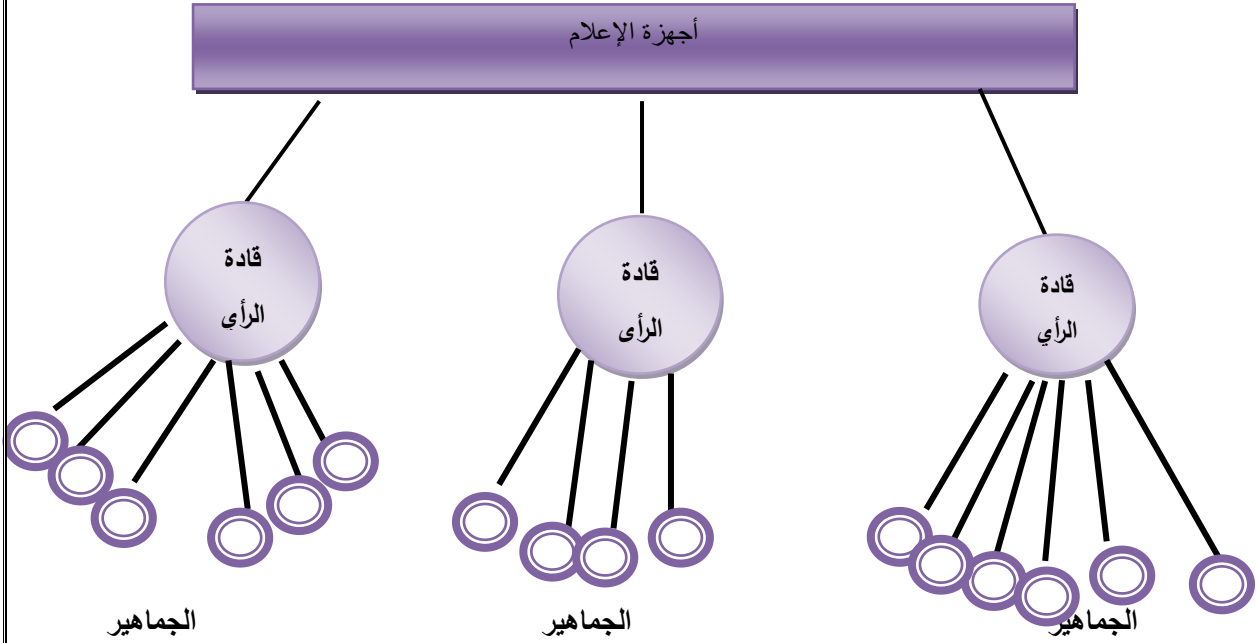 أجهزة الإعلام
قادة
الرأي
قادة
الرأى
قادة
الرأي
الجماهير
الجماهير
الجماهير